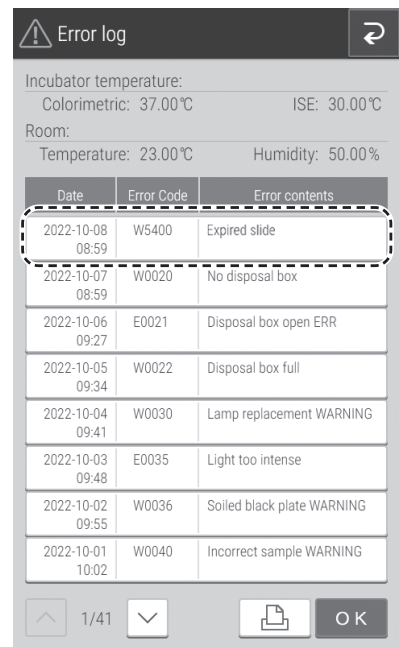 Error log
Incubator temperature:
Colorimetric: 37.00℃ ISE: 30.00℃
Room:
Temperature: 23.00℃ Humidity: 50.00%
Date Error Code Error contents
2022-10-08 W5400 Expired slide
08:59
2022-10-07 W0020 No disposal box
08:59
2022-10-06 E0021 Disposal box open ERR
09:27
2022-10-05 W0022 Disposal box full
09:34
2022-10-04 W0030 Lamp replacement WARNING
09:41
2022-10-03 E0035 Light too intense
09:48
2022-10-02 W0036 Soiled black plate WARNING
09:55
2022-10-01 W0040 Incorrect sample WARNING
10:02
1/41 OK